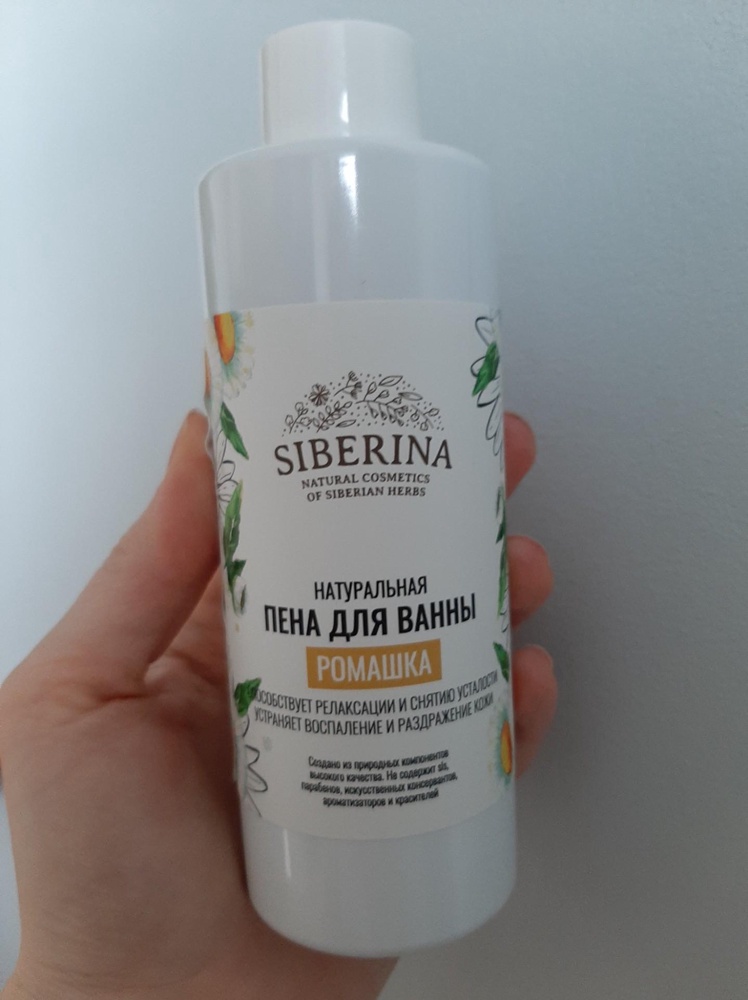 SIBERINA
NATURAL COSMETICS
OF SIBERIAN HERBS
НАТУРАЛЬНАЯ
ПЕНА ДЛЯ ВАННЫ
РОМАШКА
ОСОБСТВУЕТ РЕЛАКСАЦИИ И СНЯТИЮ УСТАЛОСТИ
УСТРАНЯЕТ ВОСПАЛЕНИЕ И РАЗДРАЖЕНИЕ КОЖИ
Создано из природных компонентов
высокого качества. Не содержит sls,
парабенов, искусственных консервантов,
ароматизаторов и красителей